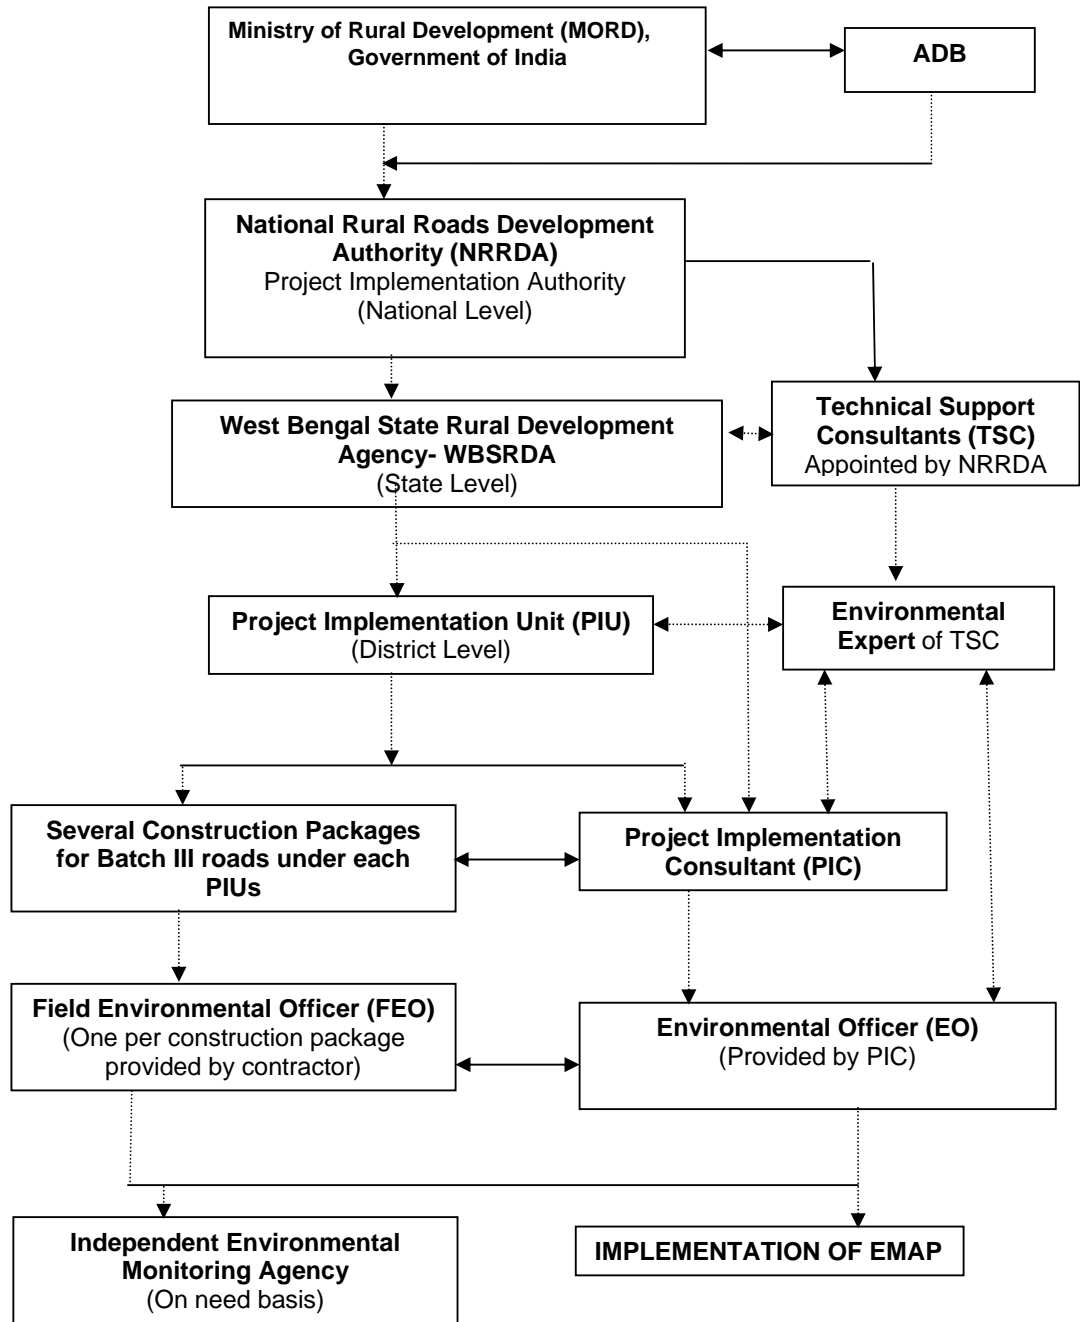 Ministry of Rural Development (MORD),
Government of India
ADB
National Rural Roads Development
Authority (NRRDA)
Project Implementation Authority
(National Level)
West Bengal State Rural Development
Agency- WBSRDA
(State Level)
Technical Support
Consultants (TSC)
Appointed by NRRDA
Project Implementation Unit (PIU)
(District Level)
Environmental
Expert of TSC
Several Construction Packages
for Batch III roads under each
PIUs
Project Implementation
Consultant (PIC)
Field Environmental Officer (FEO)
(One per construction package
provided by contractor)
Environmental Officer (EO)
(Provided by PIC)
Independent Environmental
Monitoring Agency
(On need basis)
IMPLEMENTATION OF EMAP